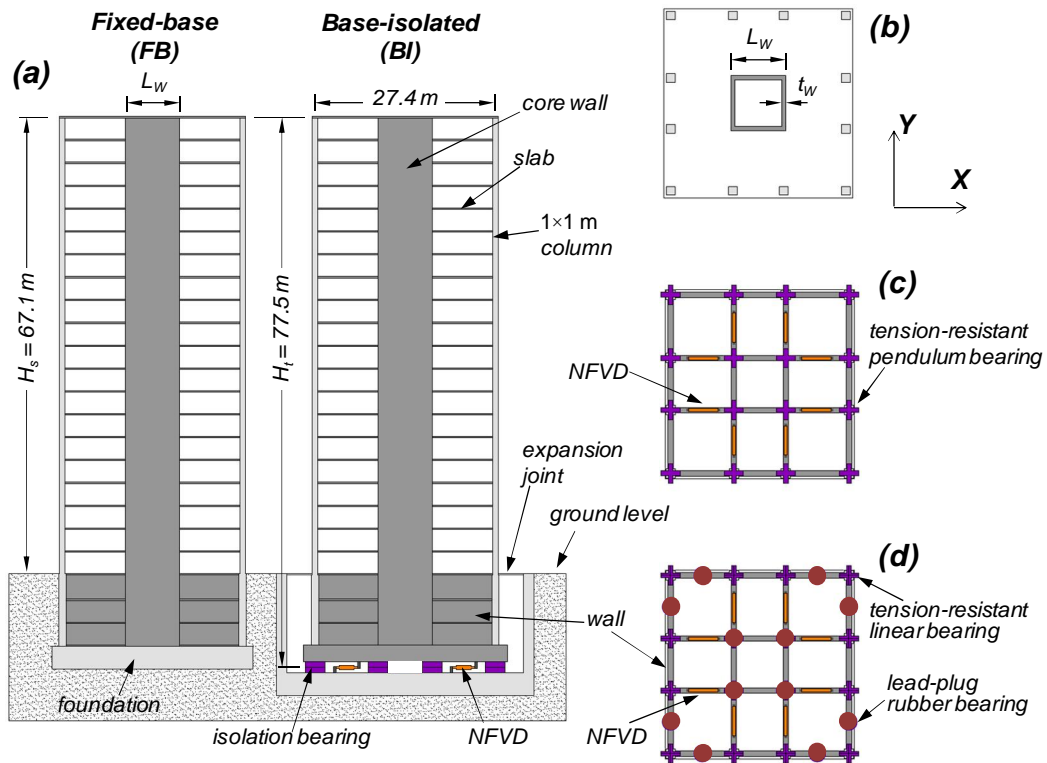 Fixed-base
(FB)
Base-isolated
(BI)
(a)
L_W
27.4 m
core wall
slab
1×1 m
column
H_s = 67.1 m
H_t = 77.5 m
expansion
joint
ground level
wall
foundation
isolation bearing
NFVD
(b)
L_W
t_W
Y
X
(c)
tension-resistant
pendulum bearing
NFVD
(d)
tension-resistant
linear bearing
lead-plug
rubber bearing
NFVD